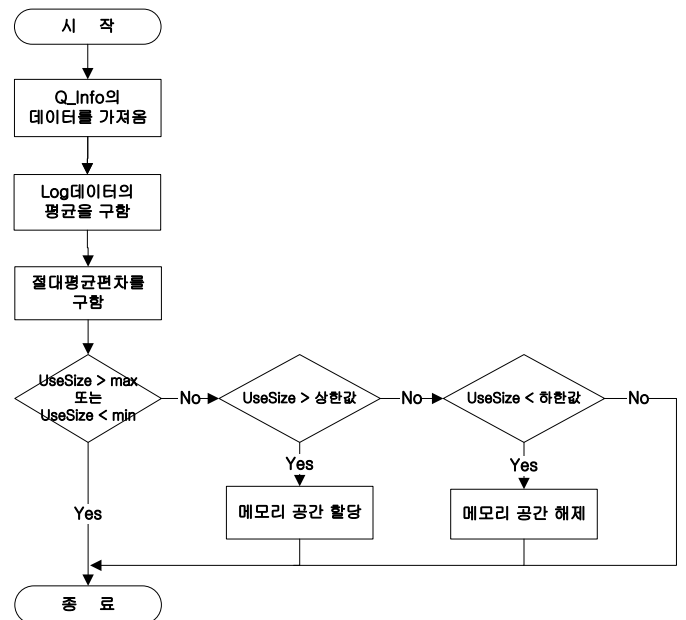 시 작
Q_Info의
데이터를 가져옴
Log데이터의
평균을 구함
절대평균편차를
구함
UseSize > max
또는
UseSize < min
No
UseSize > 상한값
No
UseSize < 하한값
No
Yes
Yes
메모리 공간 할당
메모리 공간 해제
Yes
종 료